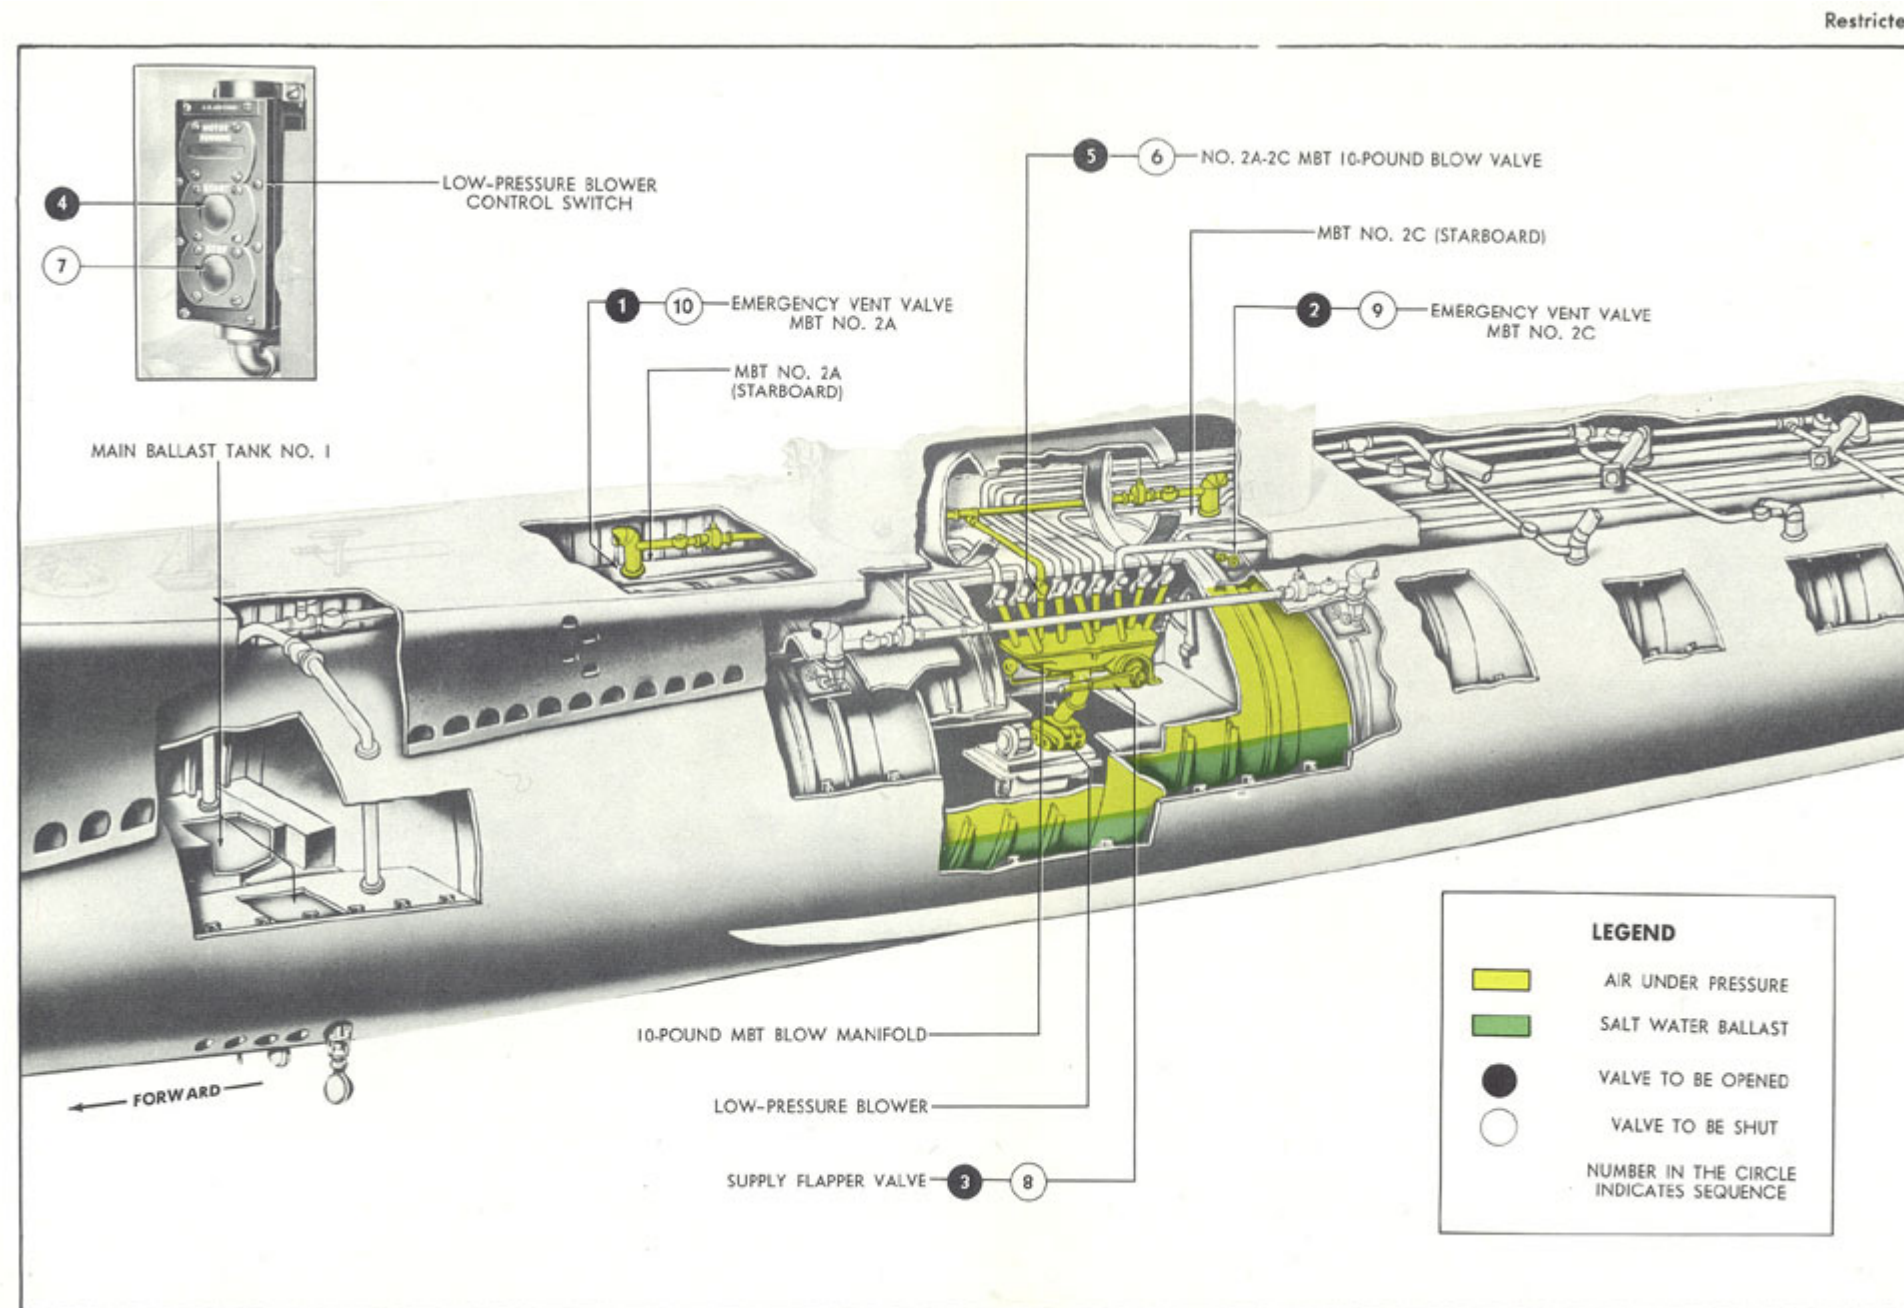 Restricte
4
7
LOW-PRESSURE BLOWER
CONTROL SWITCH
START
STOP
5
6
NO. 2A-2C MBT 10-POUND BLOW VALVE
MBT NO. 2C (STARBOARD)
1
10
EMERGENCY VENT VALVE
MBT NO. 2A
2
9
EMERGENCY VENT VALVE
MBT NO. 2C
MBT NO. 2A
(STARBOARD)
MAIN BALLAST TANK NO. 1
FORWARD
10-POUND MBT BLOW MANIFOLD
LOW-PRESSURE BLOWER
SUPPLY FLAPPER VALVE
3
8
LEGEND
AIR UNDER PRESSURE
SALT WATER BALLAST
VALVE TO BE OPENED
VALVE TO BE SHUT
NUMBER IN THE CIRCLE
INDICATES SEQUENCE